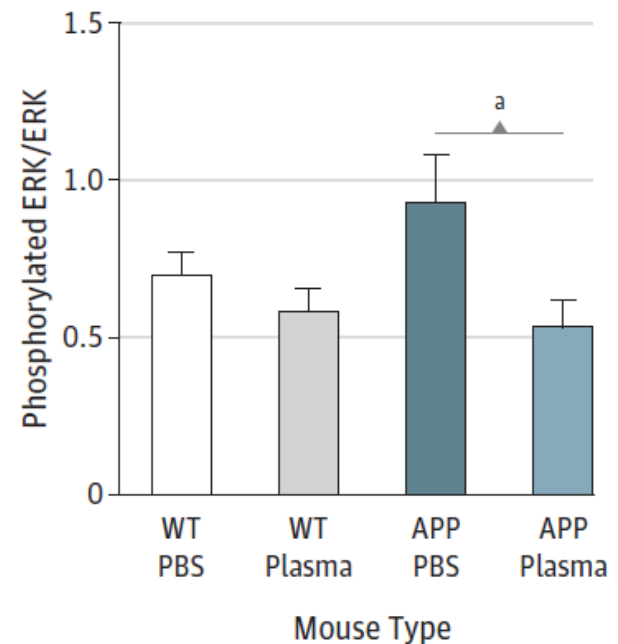 Phosphorylated ERK/ERK
1.5
1.0
0.5
0
a
WT
PBS
WT
Plasma
APP
PBS
APP
Plasma
Mouse Type